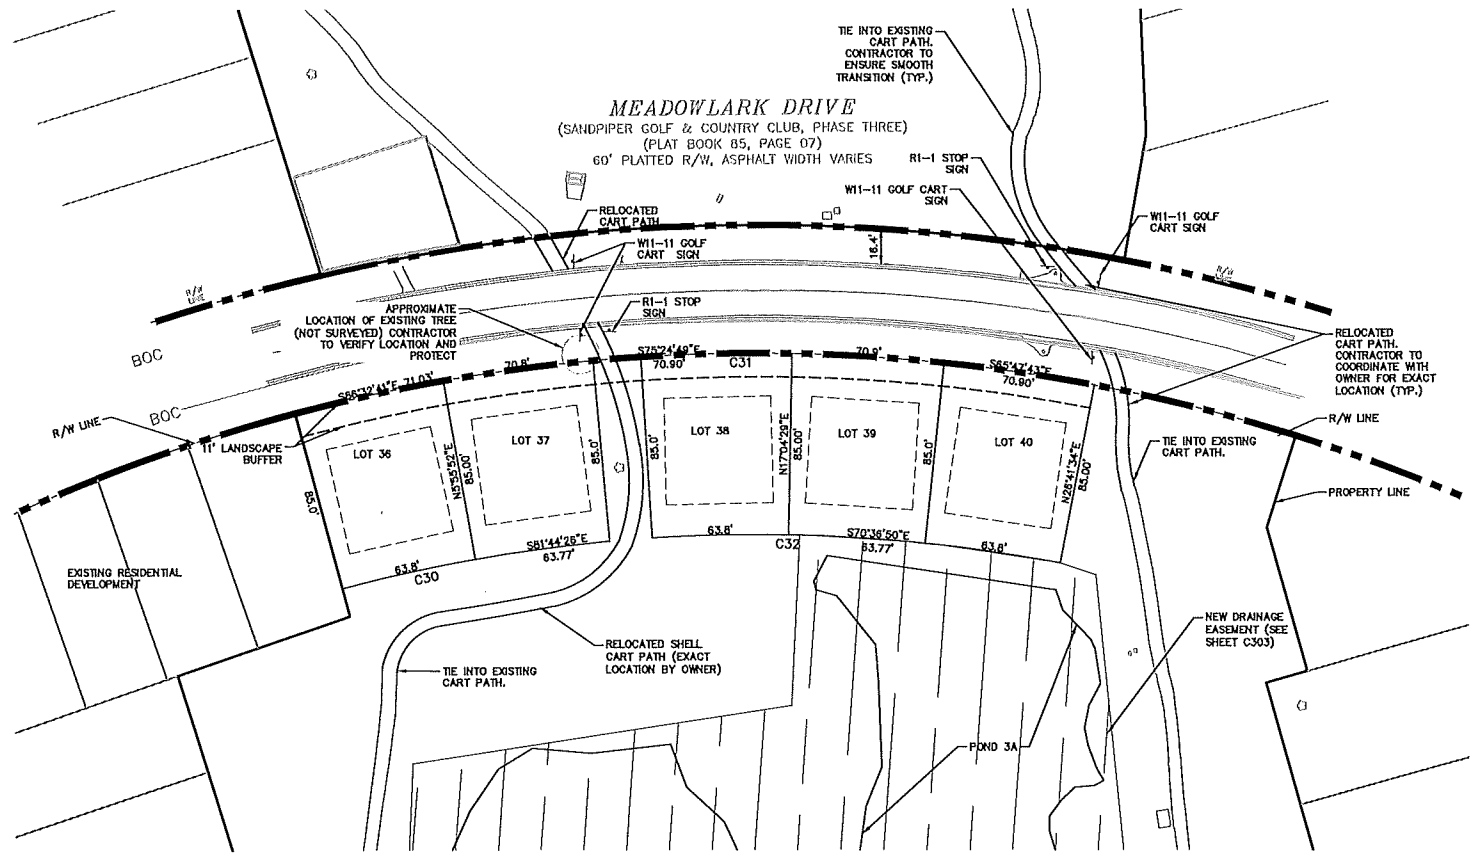 TIE INTO EXISTING
CART PATH.
CONTRACTOR TO
ENSURE SMOOTH
TRANSITION (TYP.)
MEADOWLARK DRIVE
(SANDPIPER GOLF & COUNTRY CLUB, PHASE THREE)
(PLAT BOOK 85, PAGE 07)
60' PLATTED R/W, ASPHALT WIDTH VARIES
R1-1 STOP
SIGN
W11-11 GOLF CART
SIGN
W11-11 GOLF
CART SIGN
RELOCATED
CART PATH
W11-11 GOLF
CART SIGN
16.4'
R/W
LINE
R/W
LINE
R1-1 STOP
SIGN
APPROXIMATE
LOCATION OF EXISTING TREE
(NOT SURVEYED) CONTRACTOR
TO VERIFY LOCATION AND
PROTECT
RELOCATED
CART PATH.
CONTRACTOR TO
COORDINATE WITH
OWNER FOR EXACT
LOCATION (TYP.)
BOC
BOC
S75°24'49"E
70.90'
C31
70.9'
70.8'
71.03'
70.90'
R/W LINE
R/W LINE
11' LANDSCAPE
BUFFER
LOT 36
LOT 37
LOT 38
LOT 39
LOT 40
85.0'
N5°55'52"E
85.00'
85.0'
85.0'
N17°04'29"E
85.00'
85.0'
N26°41'34"E
85.00'
TIE INTO EXISTING
CART PATH.
PROPERTY LINE
63.8'
C30
S81°44'26"E
63.77'
63.8'
C32
S70°36'50"E
63.77'
63.8'
EXISTING RESIDENTIAL
DEVELOPMENT
RELOCATED SHELL
CART PATH (EXACT
LOCATION BY OWNER)
TIE INTO EXISTING
CART PATH.
NEW DRAINAGE
EASEMENT (SEE
SHEET C303)
POND 3A